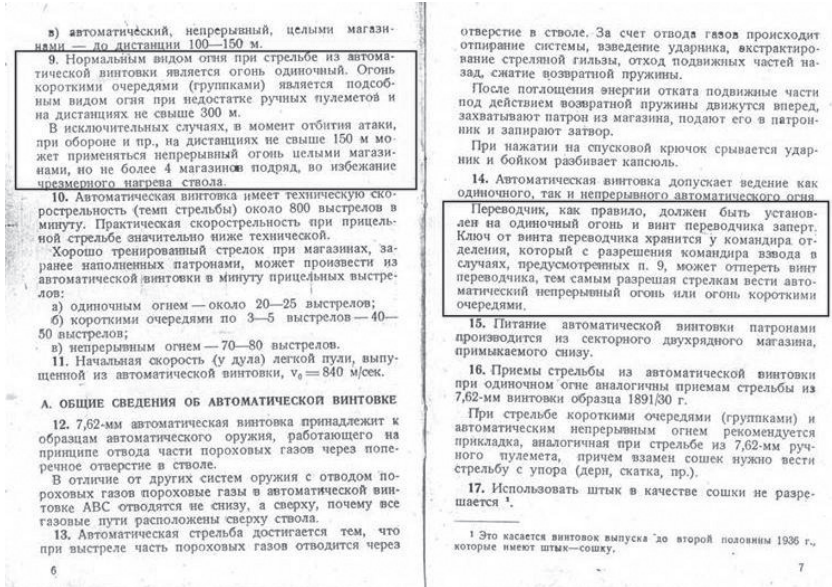 в) автоматический, непрерывный, целыми магази-
нами — до дистанции 100—150 м.
9. Нормальным видом огня при стрельбе из автома-
тической винтовки является огонь одиночный. Огонь
короткими очередями (группками) является подсоб-
ным видом огня при недостатке ручных пулеметов и
на дистанциях не свыше 300 м.
В исключительных случаях, в момент отбития атаки,
при обороне и пр., на дистанциях не свыше 150 м мо-
жет применяться непрерывный огонь целыми магази-
нами, но не более 4 магазинов подряд, во избежание
чрезмерного нагрева ствола.
10. Автоматическая винтовка имеет техническую ско-
рострельность (темп стрельбы) около 800 выстрелов в
минуту. Практическая скорострельность при прицель-
ной стрельбе значительно ниже технической.
Хорошо тренированный стрелок при магазинах, за-
ранее наполненных патронами, может произвести из
автоматической винтовки в минуту прицельных выстре-
лов:
а) одиночным огнем — около 20—25 выстрелов;
б) короткими очередями по 3—5 выстрелов — 40—
50 выстрелов;
в) непрерывным огнем — 70—80 выстрелов.
11. Начальная скорость (у дула) легкой пули, выпу-
щенной из автоматической винтовки, v₀ = 840 м/сек.
А. ОБЩИЕ СВЕДЕНИЯ ОБ АВТОМАТИЧЕСКОЙ ВИНТОВКЕ
12. 7,62-мм автоматическая винтовка принадлежит к
образцам автоматического оружия, работающего на
принципе отвода части пороховых газов через попе-
речное отверстие в стволе.
В отличие от других систем оружия с отводом по-
роховых газов пороховые газы в автоматической вин-
товке АВС отводятся не снизу, а сверху, почему все
газовые пути расположены сверху ствола.
13. Автоматическая стрельба достигается тем, что
при выстреле часть пороховых газов отводится через
6
отверстие в стволе. За счет отвода газов происходит
отпирание системы, взведение ударника, экстрактиро-
вание стреляной гильзы, отход подвижных частей на-
зад, сжатие возвратной пружины.
После поглощения энергии отката подвижные части
под действием возвратной пружины движутся вперед,
захватывают патрон из магазина, подают его в патрон-
ник и запирают затвор.
При нажатии на спусковой крючок срывается удар-
ник и бойком разбивает капсюль.
14. Автоматическая винтовка допускает ведение как
одиночного, так и непрерывного автоматического огня.
Переводчик, как правило, должен быть установ-
лен на одиночный огонь и винт переводчика заперт.
Ключ от винта переводчика хранится у командира от-
деления, который с разрешения командира взвода в
случаях, предусмотренных п. 9, может отпереть винт
переводчика, тем самым разрешая стрелкам вести авто-
матический непрерывный огонь или огонь короткими
очередями.
15. Питание автоматической винтовки патронами
производится из секторного двухрядного магазина,
примыкаемого снизу.
16. Приемы стрельбы из автоматической винтовки
при одиночном огне аналогичны приемам стрельбы из
7,62-мм винтовки образца 1891/30 г.
При стрельбе короткими очередями (группками) и
автоматическим непрерывным огнем рекомендуется
прикладка, аналогичная при стрельбе из 7,62-мм руч-
ного пулемета, причем взамен сошек нужно вести
стрельбу с упора (дерн, скатка, пр.).
17. Использовать штык в качестве сошки не разре-
шается ¹.
¹ Это касается винтовок выпуска до второй половины 1936 г.,
которые имеют штык—сошку.
7